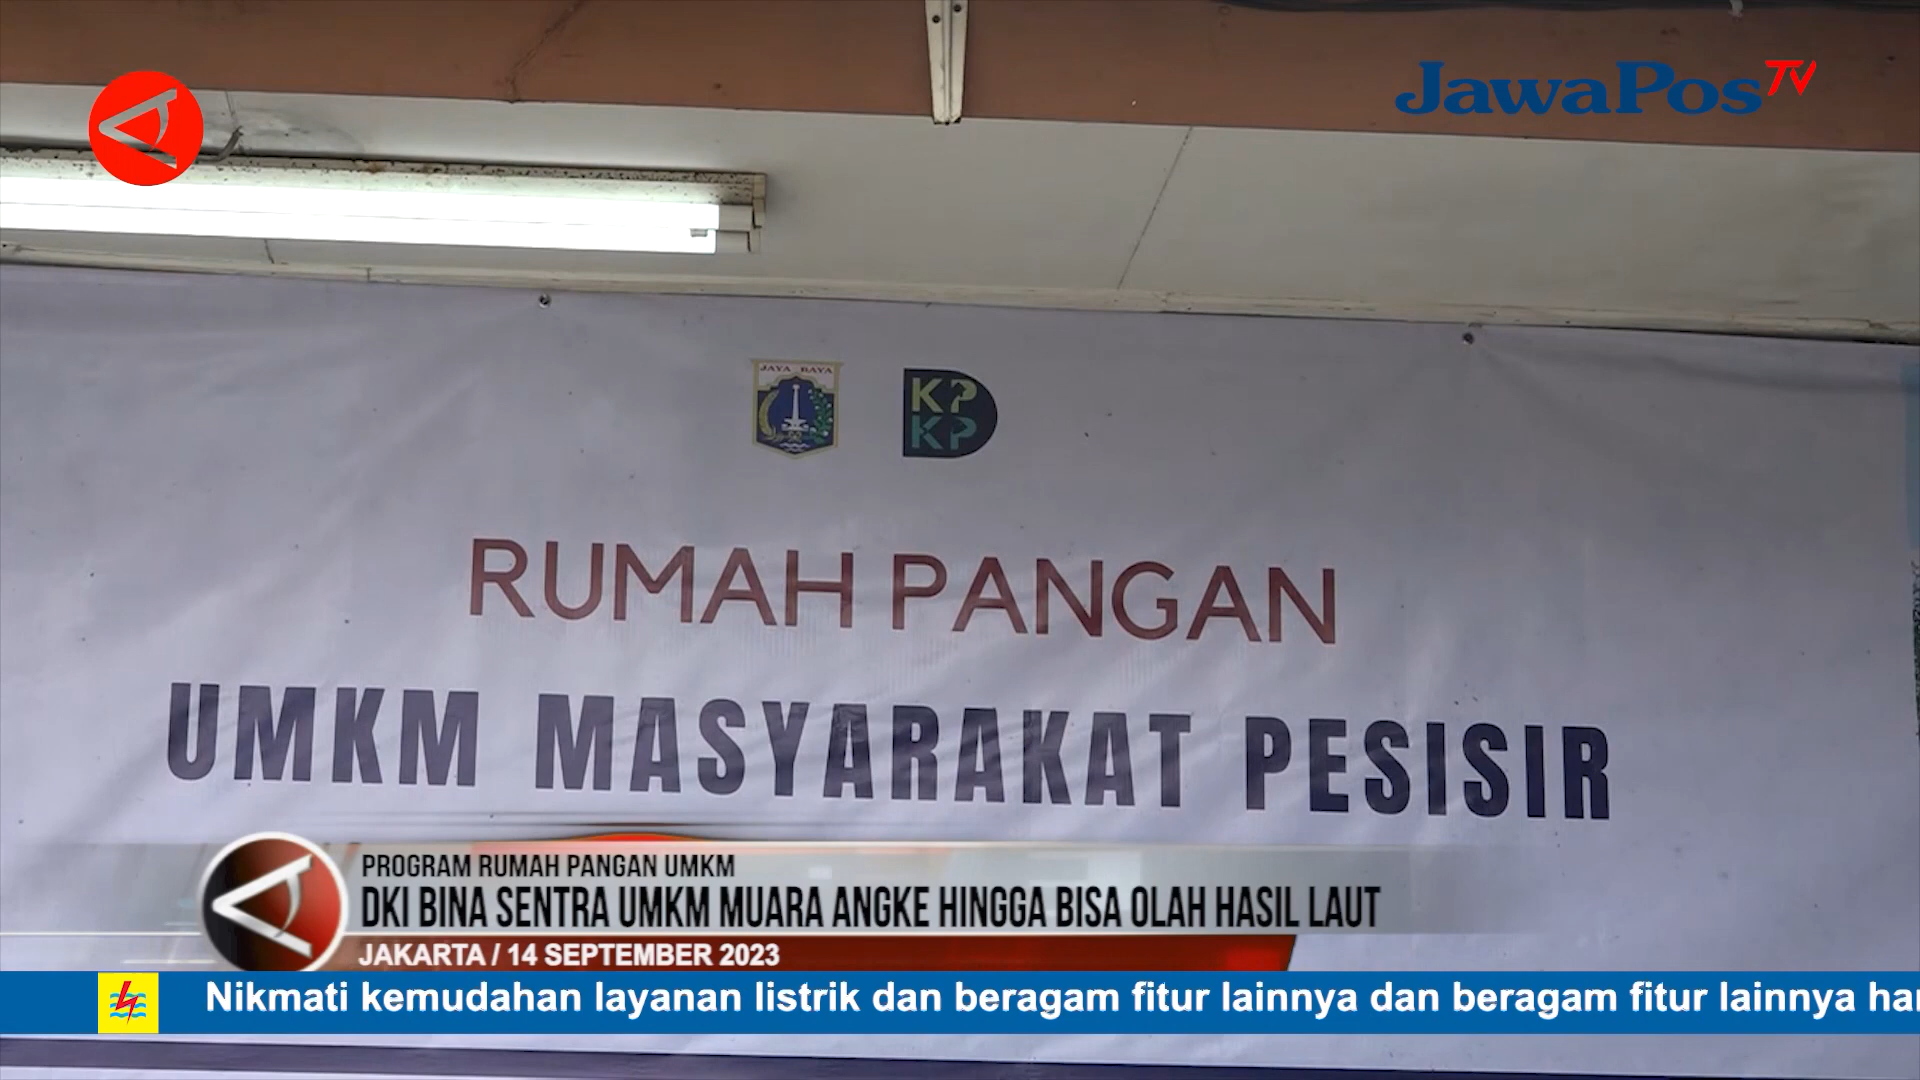 JawaPos TV
JAYA RAYA
KP
KP
RUMAH PANGAN
UMKM MASYARAKAT PESISIR
PROGRAM RUMAH PANGAN UMKM
DKI BINA SENTRA UMKM MUARA ANGKE HINGGA BISA OLAH HASIL LAUT
JAKARTA / 14 SEPTEMBER 2023
Nikmati kemudahan layanan listrik dan beragam fitur lainnya dan beragam fitur lainnya